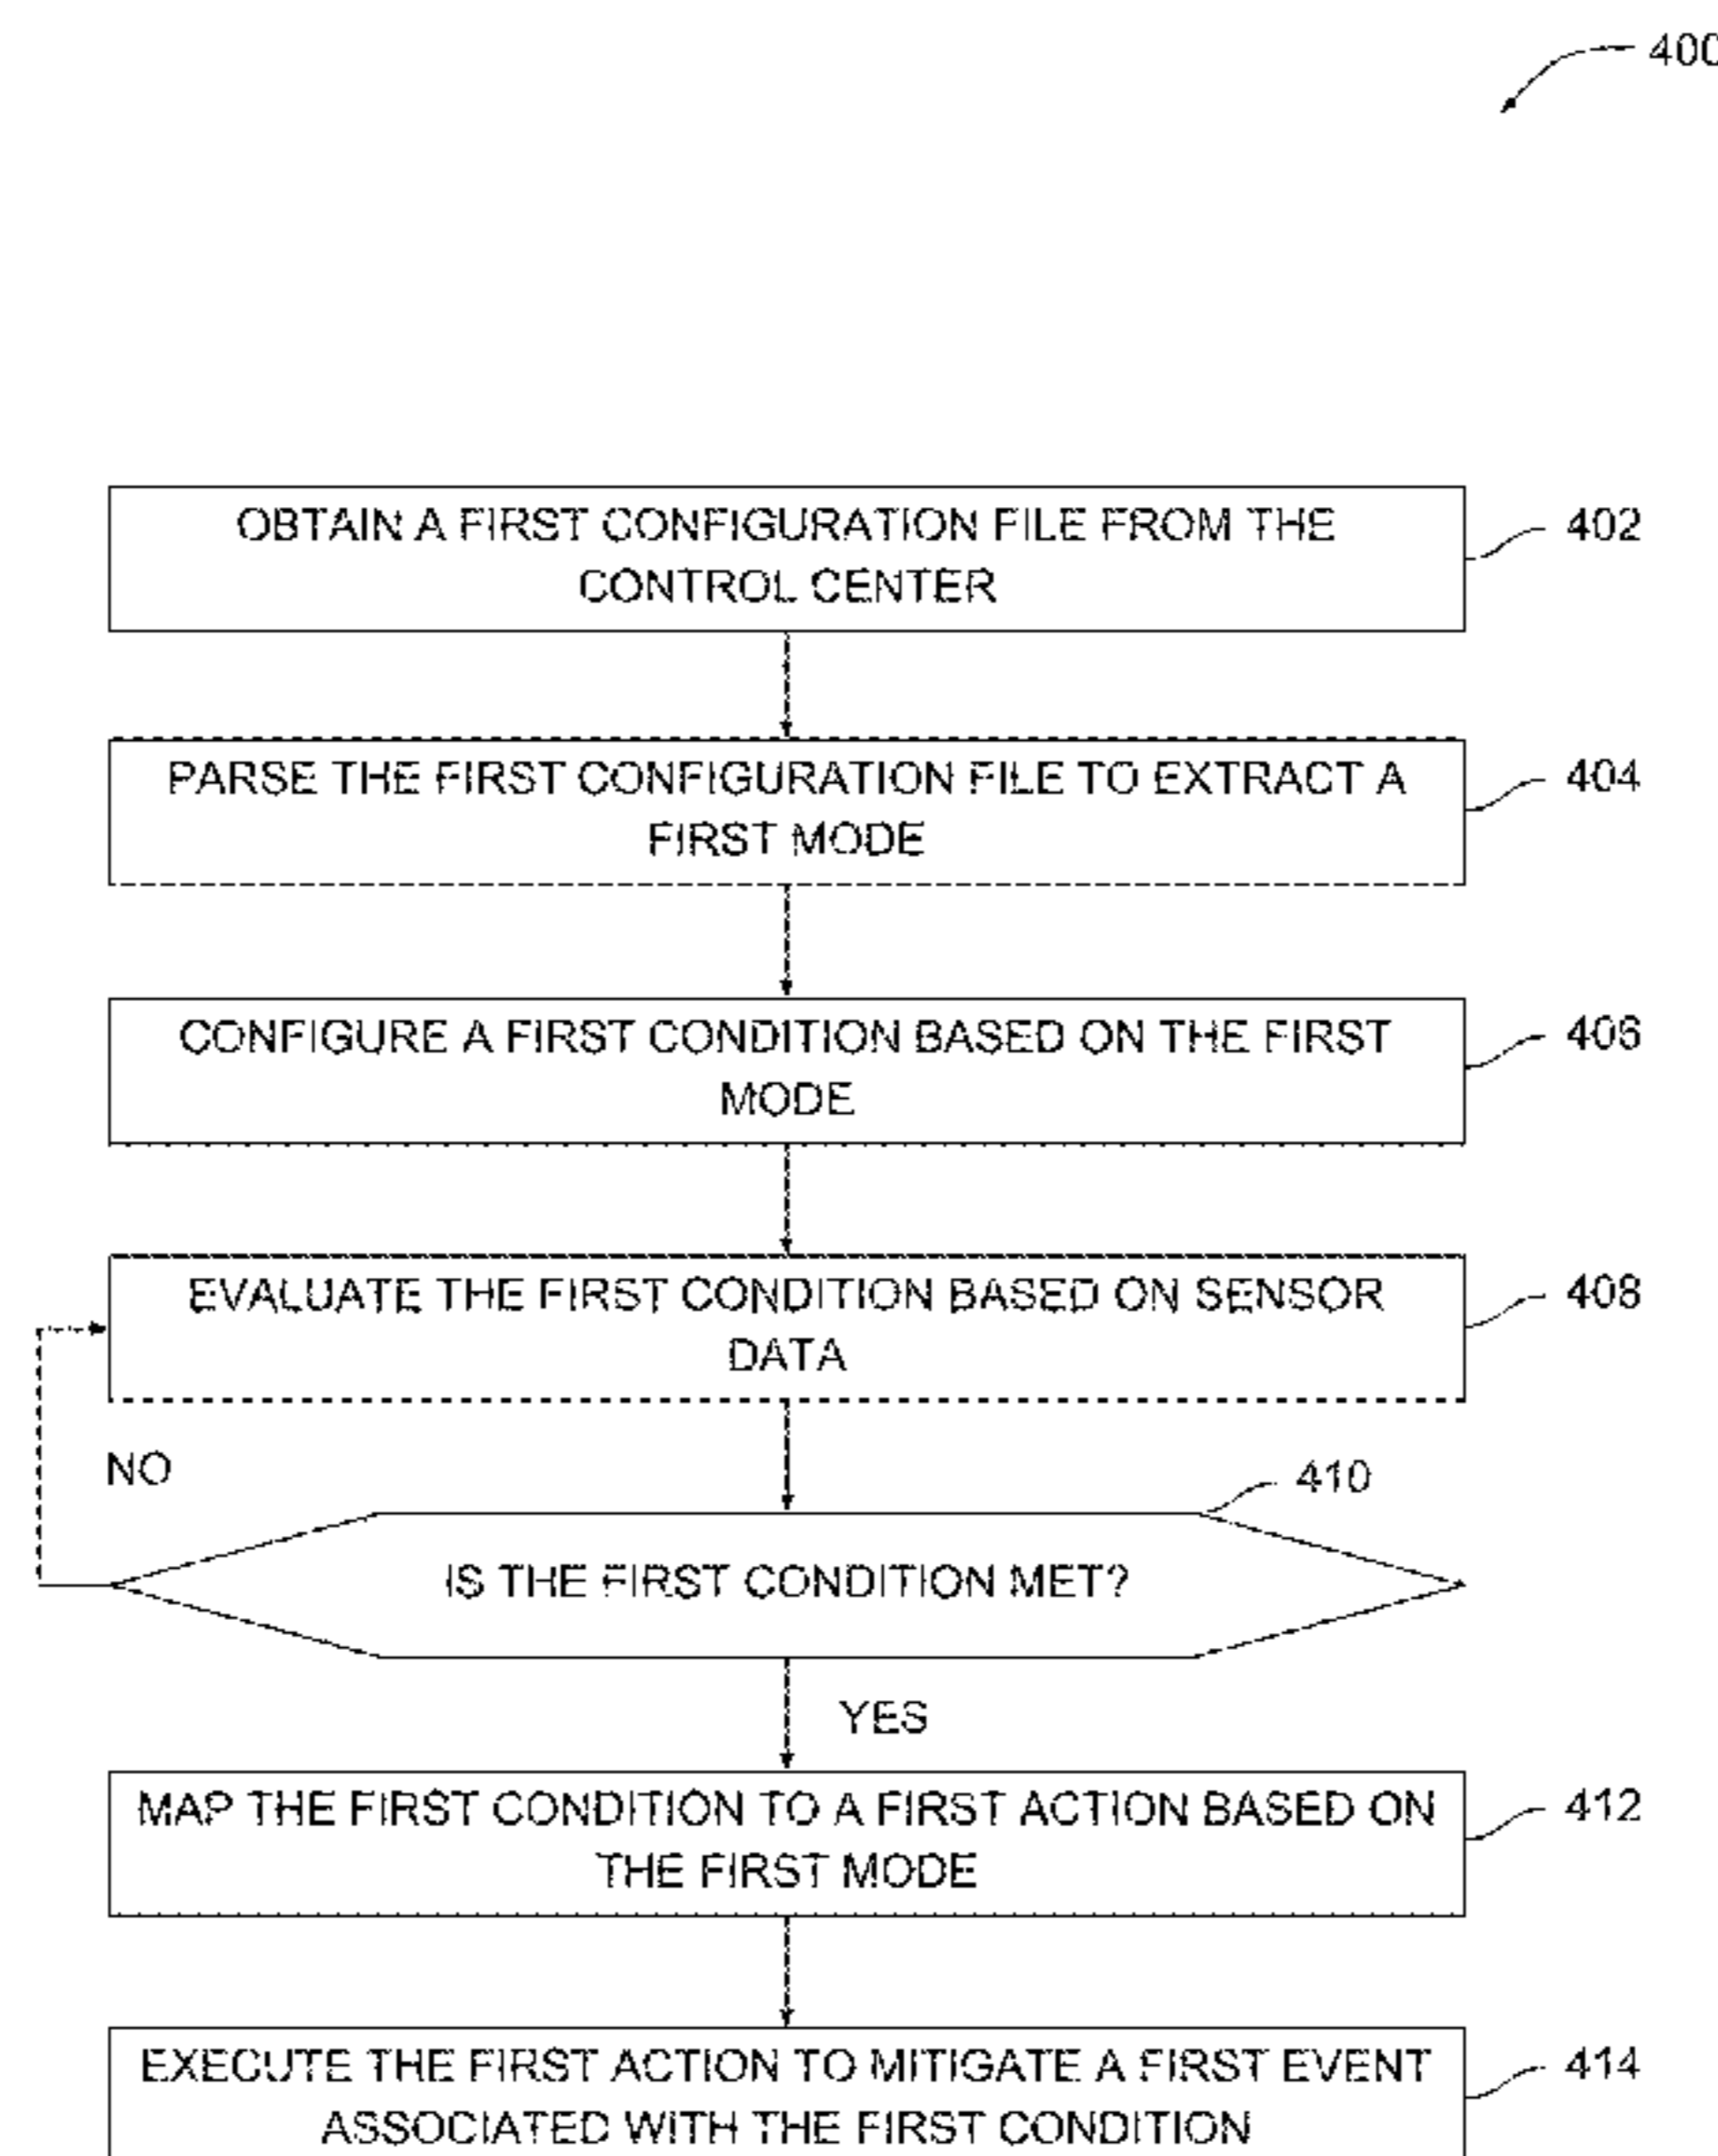 400
OBTAIN A FIRST CONFIGURATION FILE FROM THE
CONTROL CENTER
402
PARSE THE FIRST CONFIGURATION FILE TO EXTRACT A
FIRST MODE
404
CONFIGURE A FIRST CONDITION BASED ON THE FIRST
MODE
406
EVALUATE THE FIRST CONDITION BASED ON SENSOR
DATA
408
NO
410
IS THE FIRST CONDITION MET?
YES
MAP THE FIRST CONDITION TO A FIRST ACTION BASED ON
THE FIRST MODE
412
EXECUTE THE FIRST ACTION TO MITIGATE A FIRST EVENT
ASSOCIATED WITH THE FIRST CONDITION
414